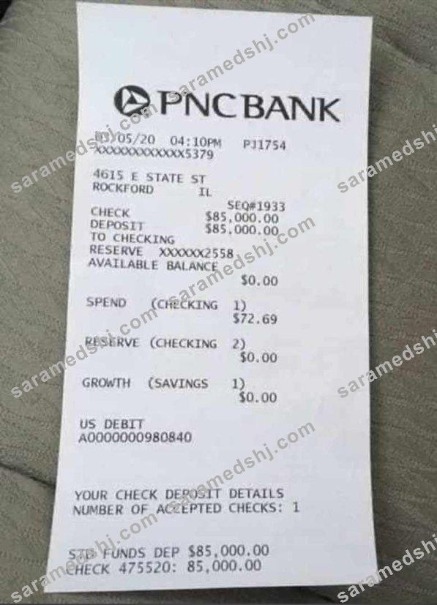 PNCBANK
03/05/20 04:10PM PJ1754
XXXXXXXXXXXX5379
4615 E STATE ST
ROCKFORD IL
SEQ#1933
CHECK $85,000.00
DEPOSIT $85,000.00
TO CHECKING
RESERVE XXXXXX2558
AVAILABLE BALANCE
$0.00
SPEND (CHECKING 1)
$72.69
RESERVE (CHECKING 2)
$0.00
GROWTH (SAVINGS 1)
$0.00
US DEBIT
A0000000980840
YOUR CHECK DEPOSIT DETAILS
NUMBER OF ACCEPTED CHECKS: 1
STD FUNDS DEP $85,000.00
CHECK 475520: 85,000.00
saramedshj.com
saramedshj.com
saramedshj.com
saramedshj.com
saramedshj.com
saramedshj.com
saramedshj.com
saramedshj.com
saramedshj.com